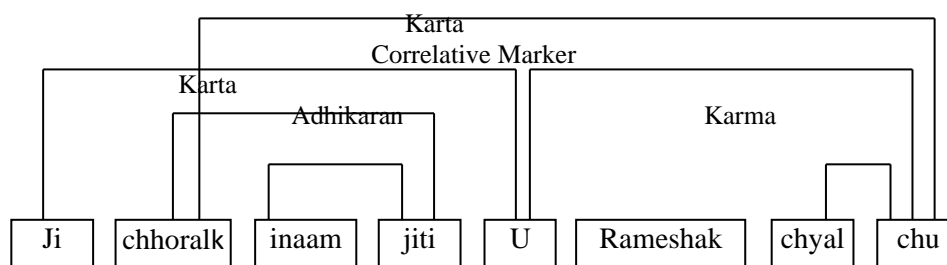 Karta
Correlative Marker
Karta
Adhikaran Karma
Ji chhoralk inaam jiti U Rameshak chyal chu